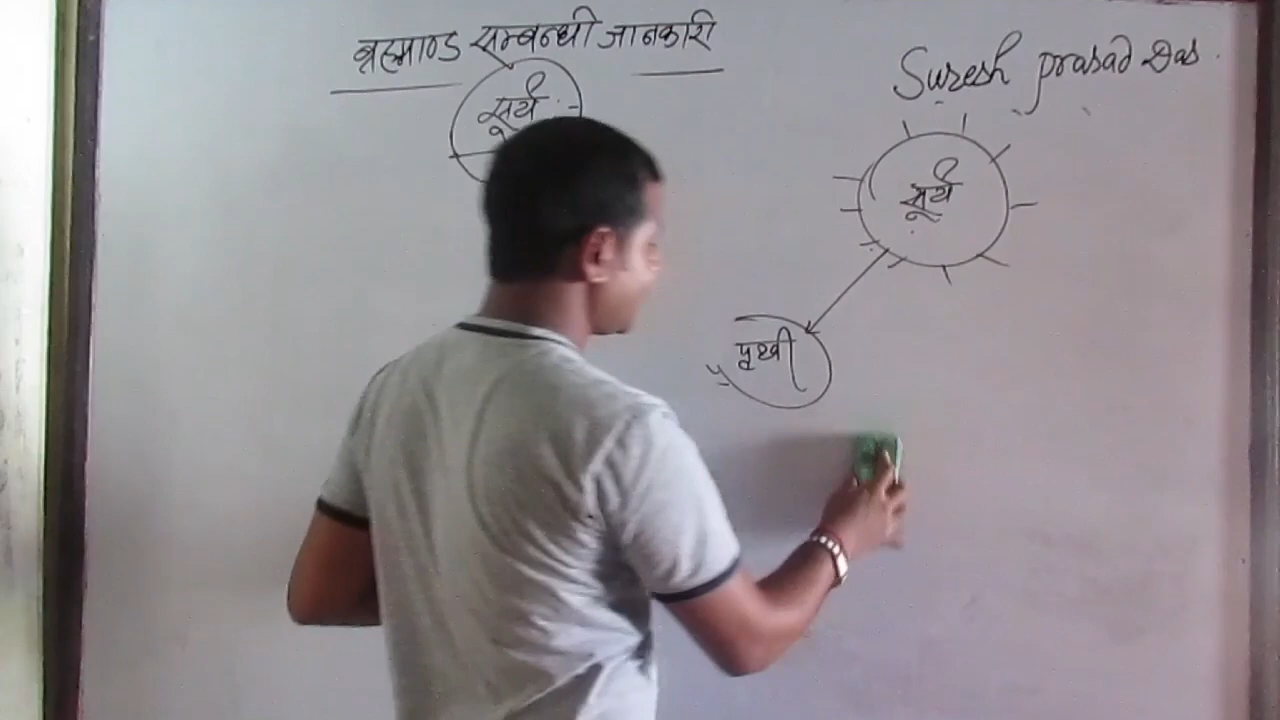 ब्रह्माण्ड सम्बन्धी जानकारी
Suresh prasad Das
सूर्य
सूर्य
पृथ्वी